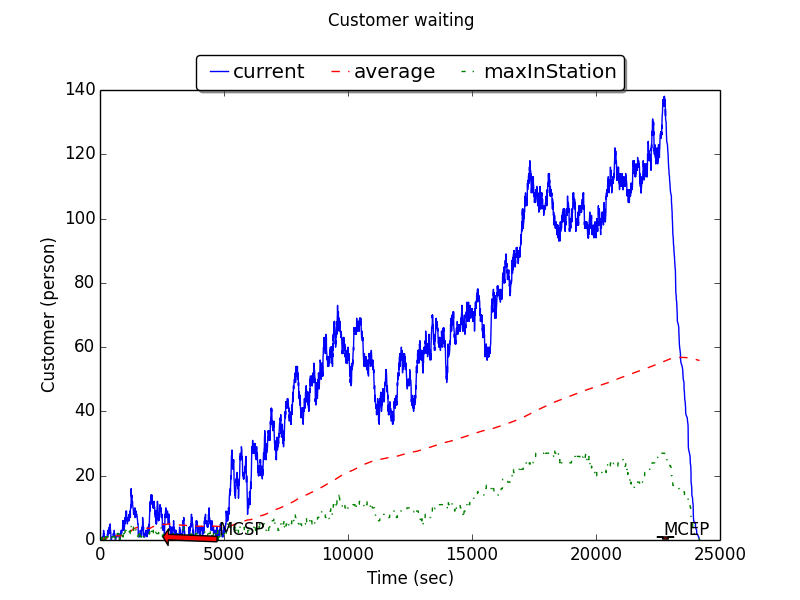 Customer waiting
current average maxInStation
140
120
100
80
60
40
20
0
Customer (person)
MCSP
MCEP
0 5000 10000 15000 20000 25000
Time (sec)